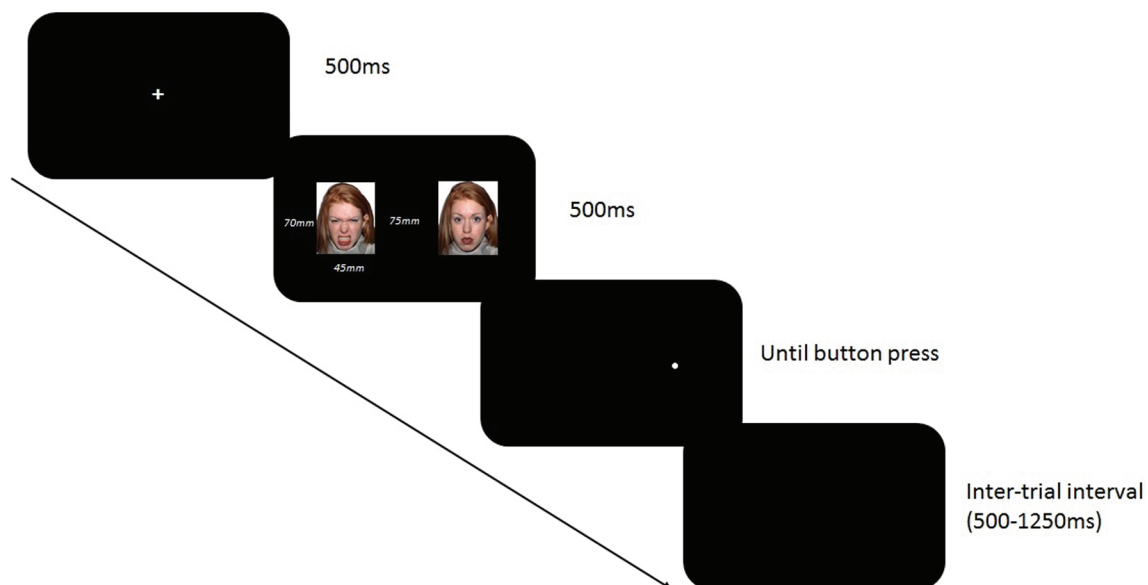 500ms
70mm
75mm
45mm
500ms
Until button press
Inter-trial interval
(500-1250ms)